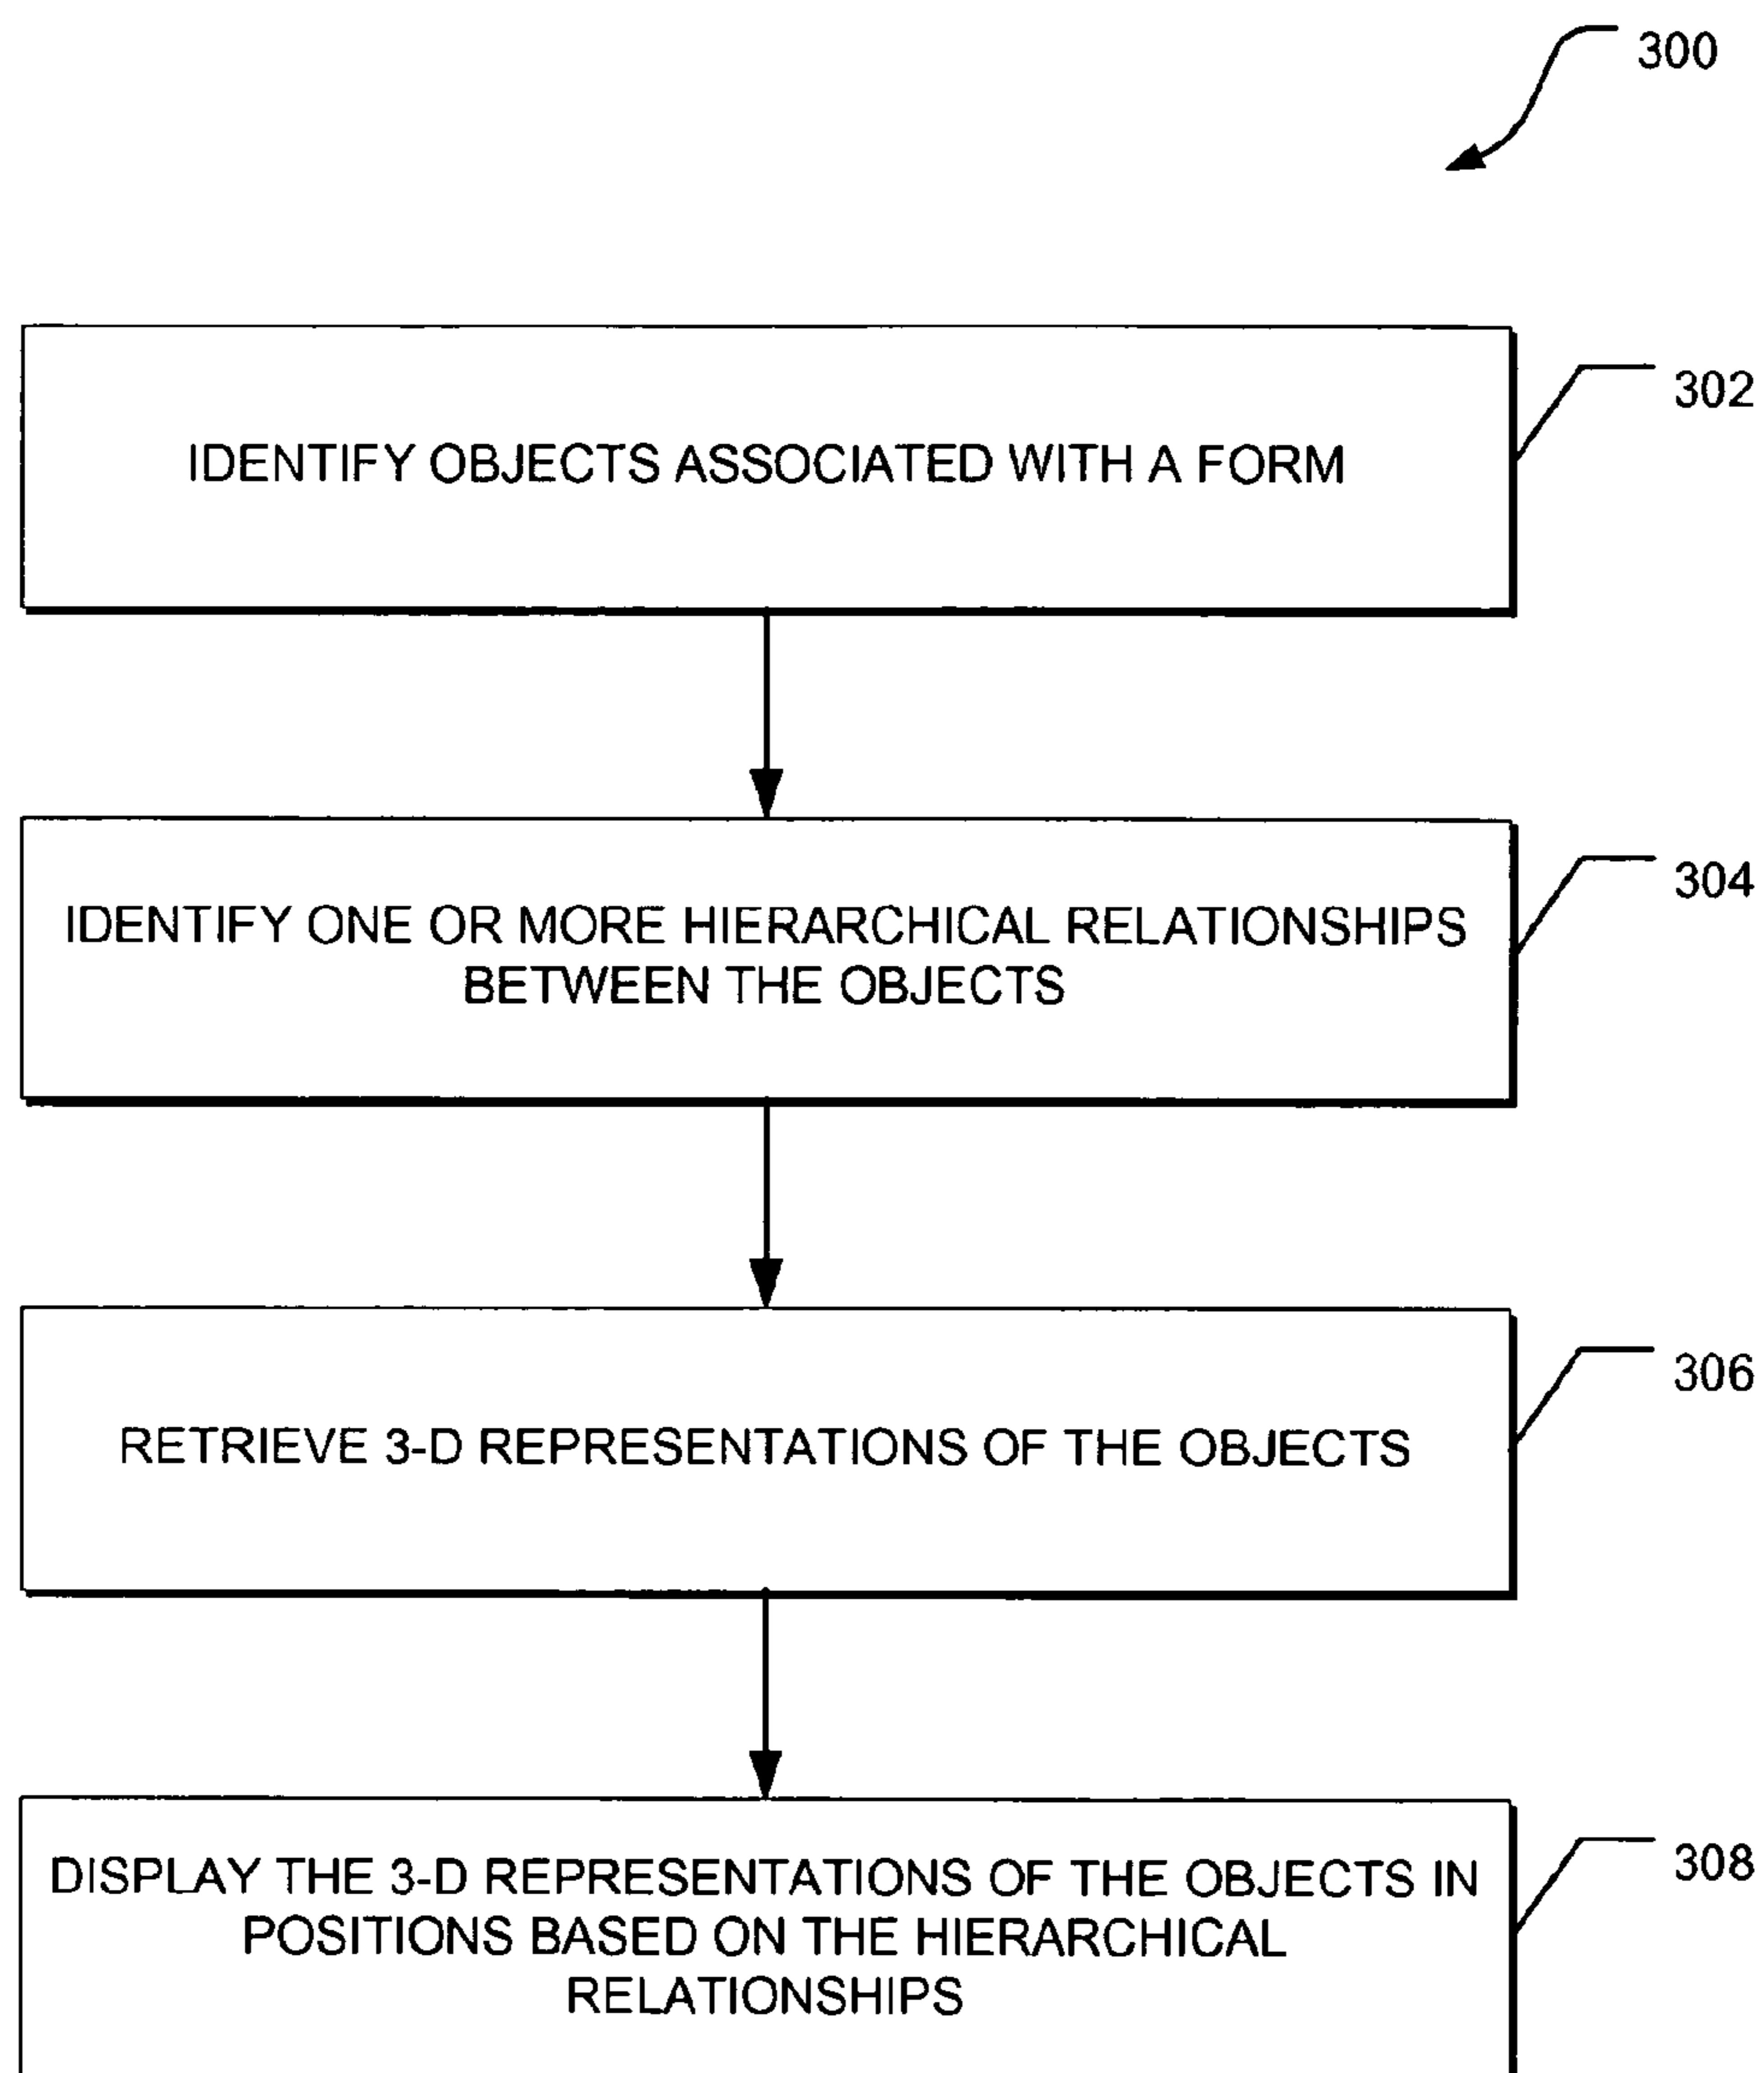 300
302
IDENTIFY OBJECTS ASSOCIATED WITH A FORM
304
IDENTIFY ONE OR MORE HIERARCHICAL RELATIONSHIPS
BETWEEN THE OBJECTS
306
RETRIEVE 3-D REPRESENTATIONS OF THE OBJECTS
308
DISPLAY THE 3-D REPRESENTATIONS OF THE OBJECTS IN
POSITIONS BASED ON THE HIERARCHICAL
RELATIONSHIPS